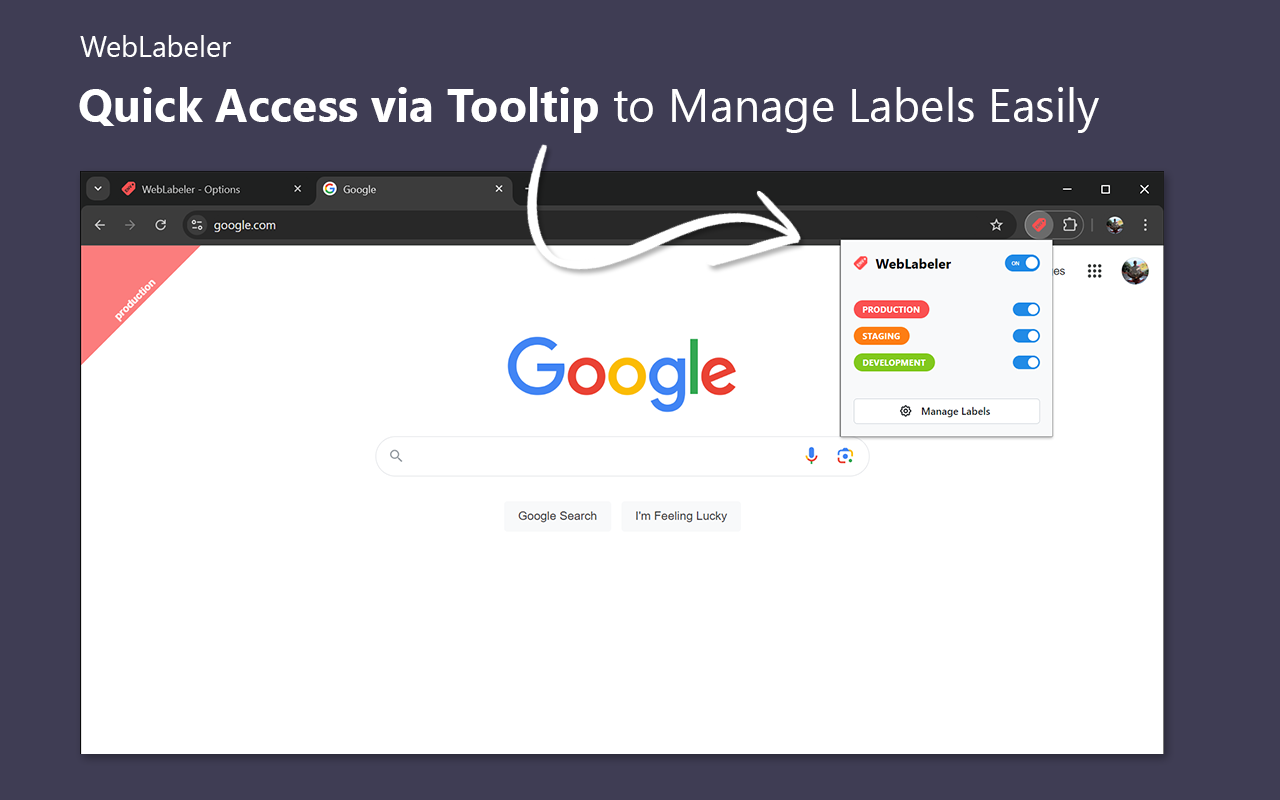 WebLabeler
Quick Access via Tooltip to Manage Labels Easily
WebLabeler - Options
Google
google.com
production
WebLabeler
ON
es
PRODUCTION
STAGING
DEVELOPMENT
Manage Labels
Google
Google Search
I'm Feeling Lucky